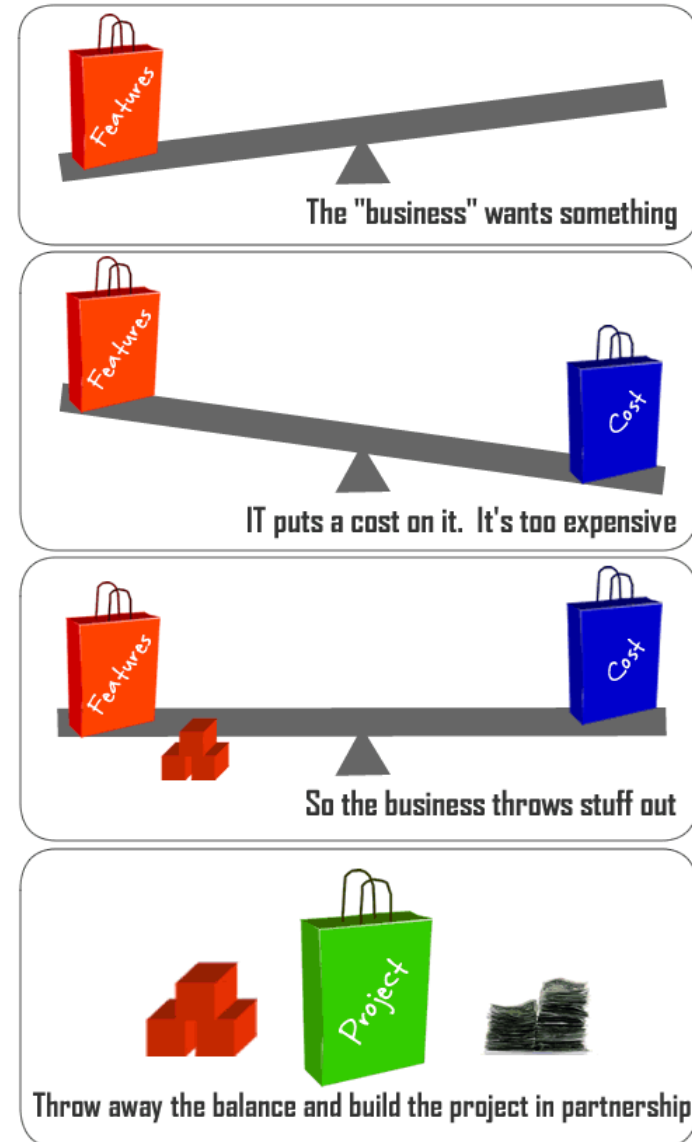 Features
The "business" wants something
Features
Cost
IT puts a cost on it.  It's too expensive
Features
Cost
So the business throws stuff out
Project
Throw away the balance and build the project in partnership